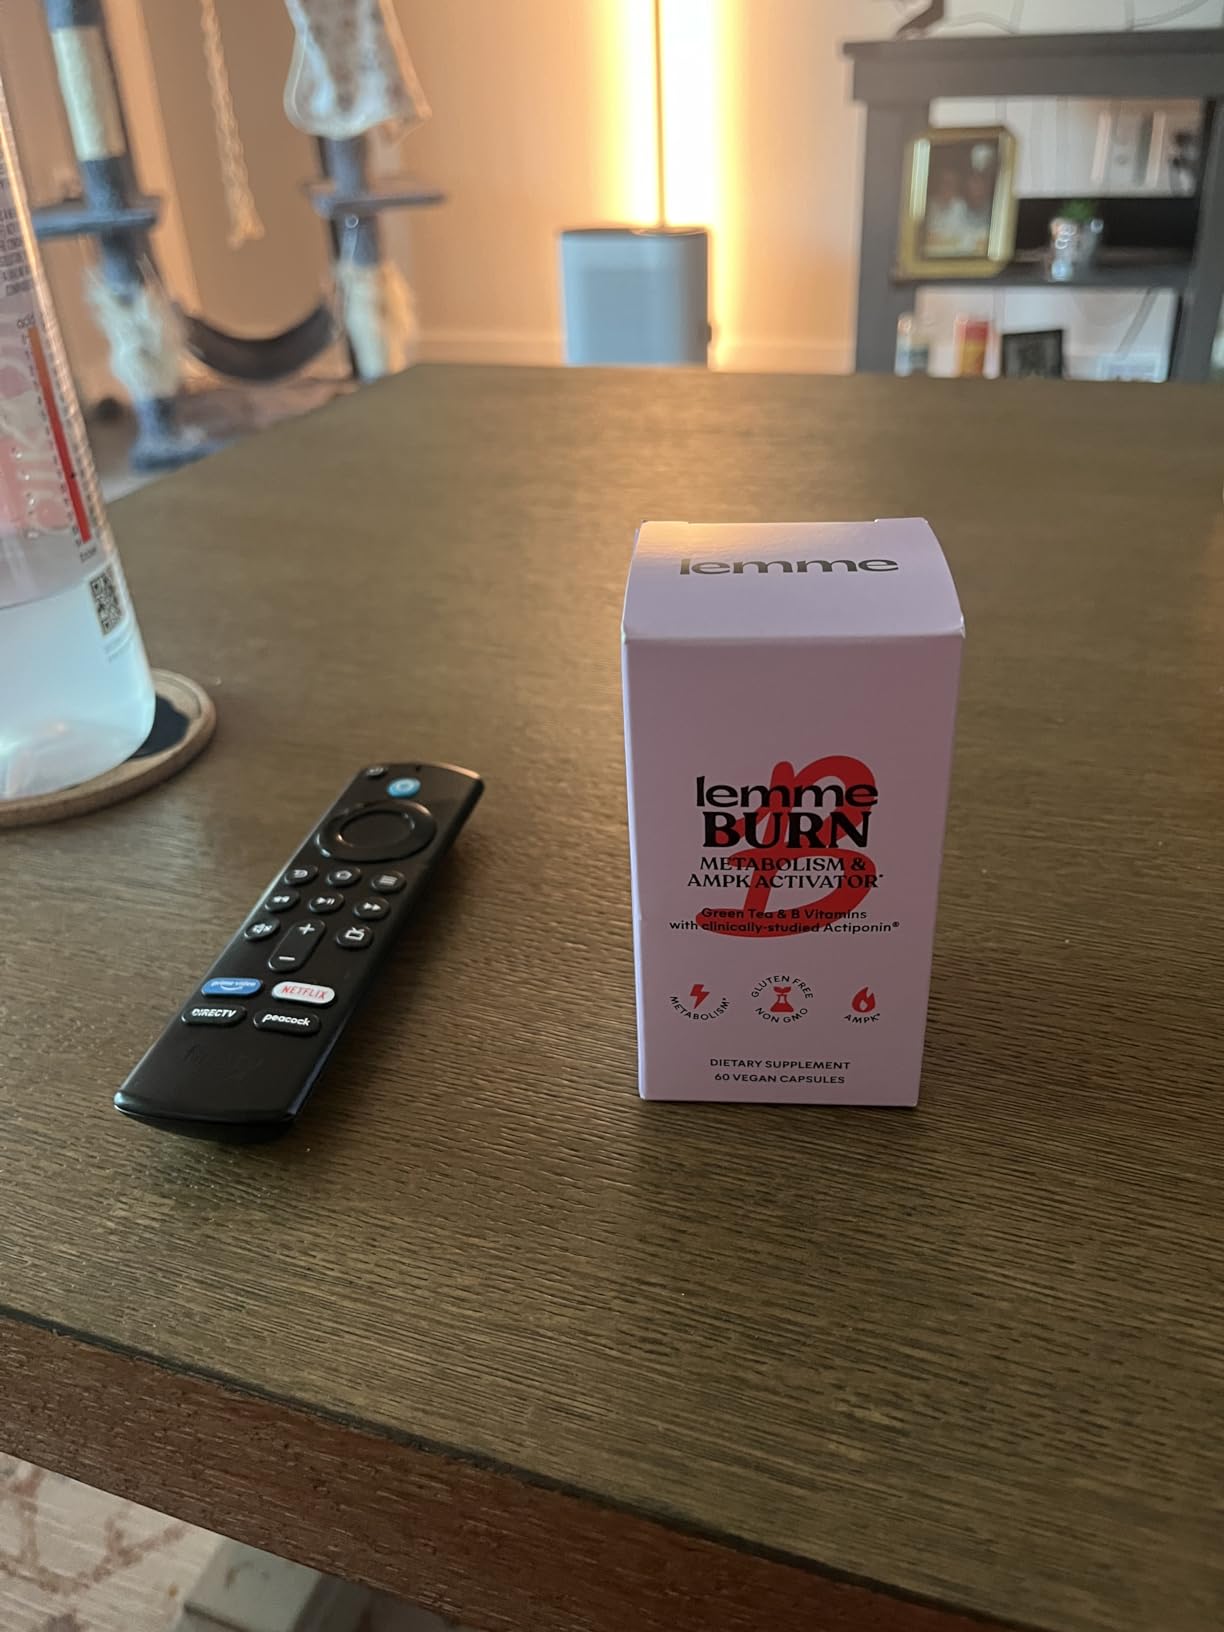 lemme
lemme
BURN
METABOLISM &
AMPK ACTIVATOR*
Green Tea & B Vitamins
with clinically-studied Actiponin®
METABOLISM*
GLUTEN FREE
NON GMO
AMPK*
DIETARY SUPPLEMENT
60 VEGAN CAPSULES
prime video
NETFLIX
DIRECTV
peacock